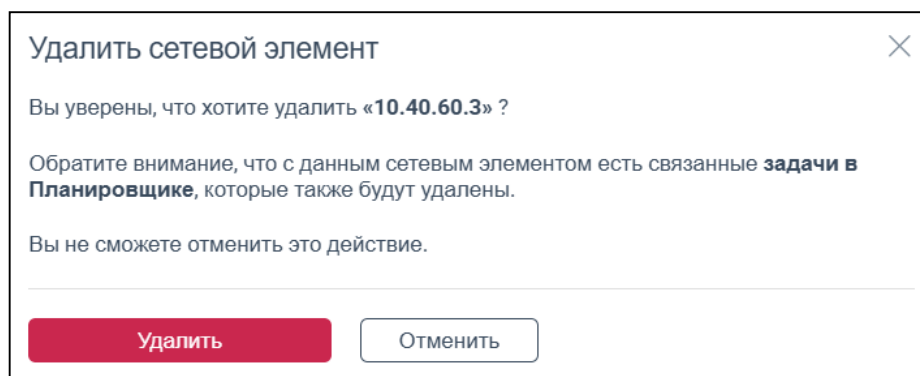 Удалить сетевой элемент
Вы уверены, что хотите удалить «10.40.60.3» ?
Обратите внимание, что с данным сетевым элементом есть связанные задачи в
Планировщике, которые также будут удалены.
Вы не сможете отменить это действие.
Удалить
Отменить